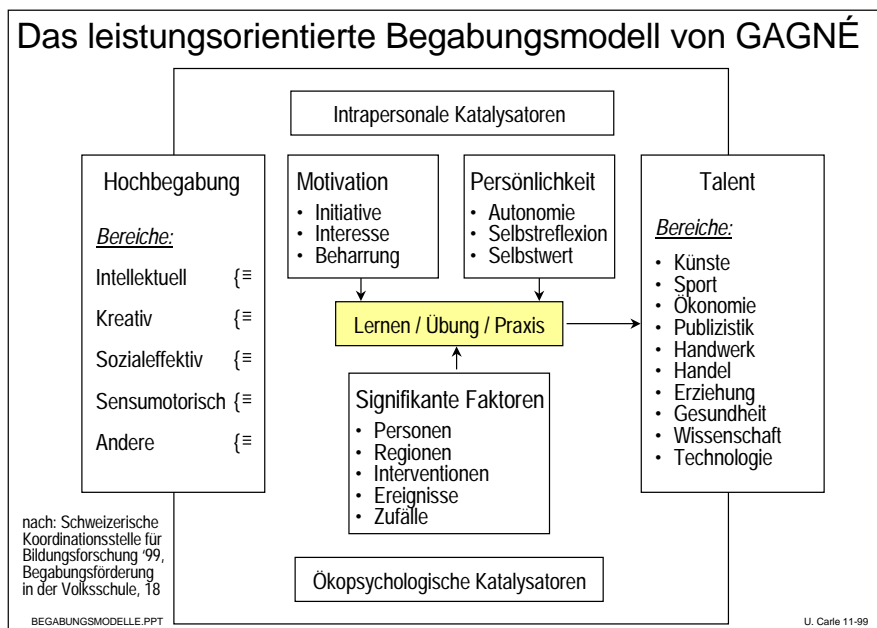 Das leistungsorientierte Begabungsmodell von GAGNÉ
Intrapersonale Katalysatoren
Hochbegabung
Bereiche:
Intellektuell {≡
Kreativ {≡
Sozialeffektiv {≡
Sensumotorisch {≡
Andere {≡
Motivation
• Initiative
• Interesse
• Beharrung
Persönlichkeit
• Autonomie
• Selbstreflexion
• Selbstwert
Lernen / Übung / Praxis
Signifikante Faktoren
• Personen
• Regionen
• Interventionen
• Ereignisse
• Zufälle
Talent
Bereiche:
• Künste
• Sport
• Ökonomie
• Publizistik
• Handwerk
• Handel
• Erziehung
• Gesundheit
• Wissenschaft
• Technologie
Ökopsychologische Katalysatoren
nach: Schweizerische
Koordinationsstelle für
Bildungsforschung '99,
Begabungsförderung
in der Volksschule, 18
BEGABUNGSMODELLE.PPT
U. Carle 11-99